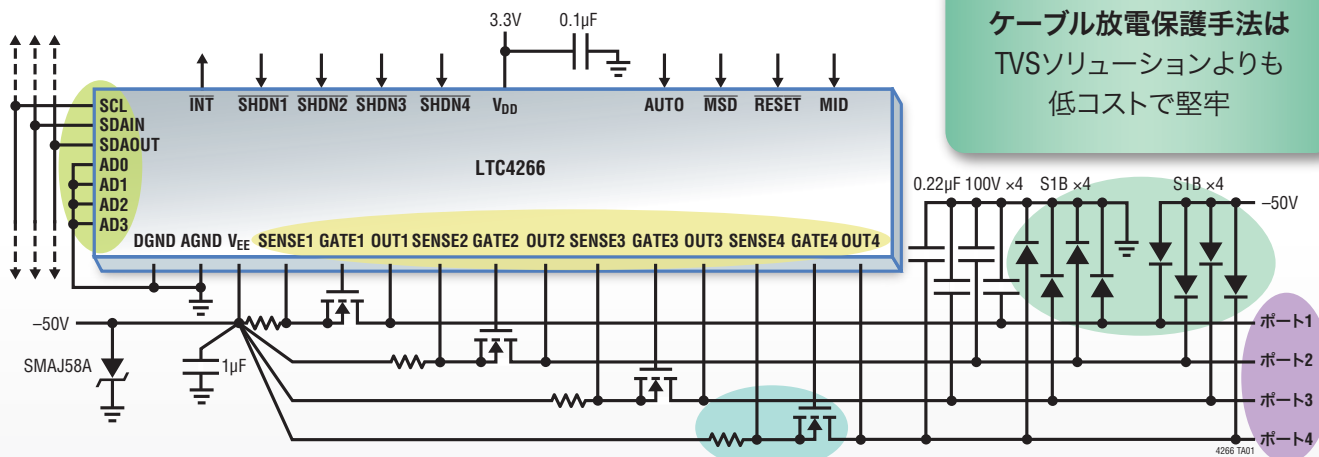 ケーブル放電保護手法は
TVSソリューションよりも
低コストで堅牢
3.3V
0.1µF
INT SHDN1 SHDN2 SHDN3 SHDN4 VDD AUTO MSD RESET MID
SCL
SDAIN
SDAOUT
AD0
AD1
AD2
AD3
LTC4266
DGND AGND VEE SENSE1 GATE1 OUT1 SENSE2 GATE2 OUT2 SENSE3 GATE3 OUT3 SENSE4 GATE4 OUT4
0.22µF 100V ×4 S1B ×4 S1B ×4
–50V
–50V
SMAJ58A
1µF
ポート1
ポート2
ポート3
ポート4
4266 TA01